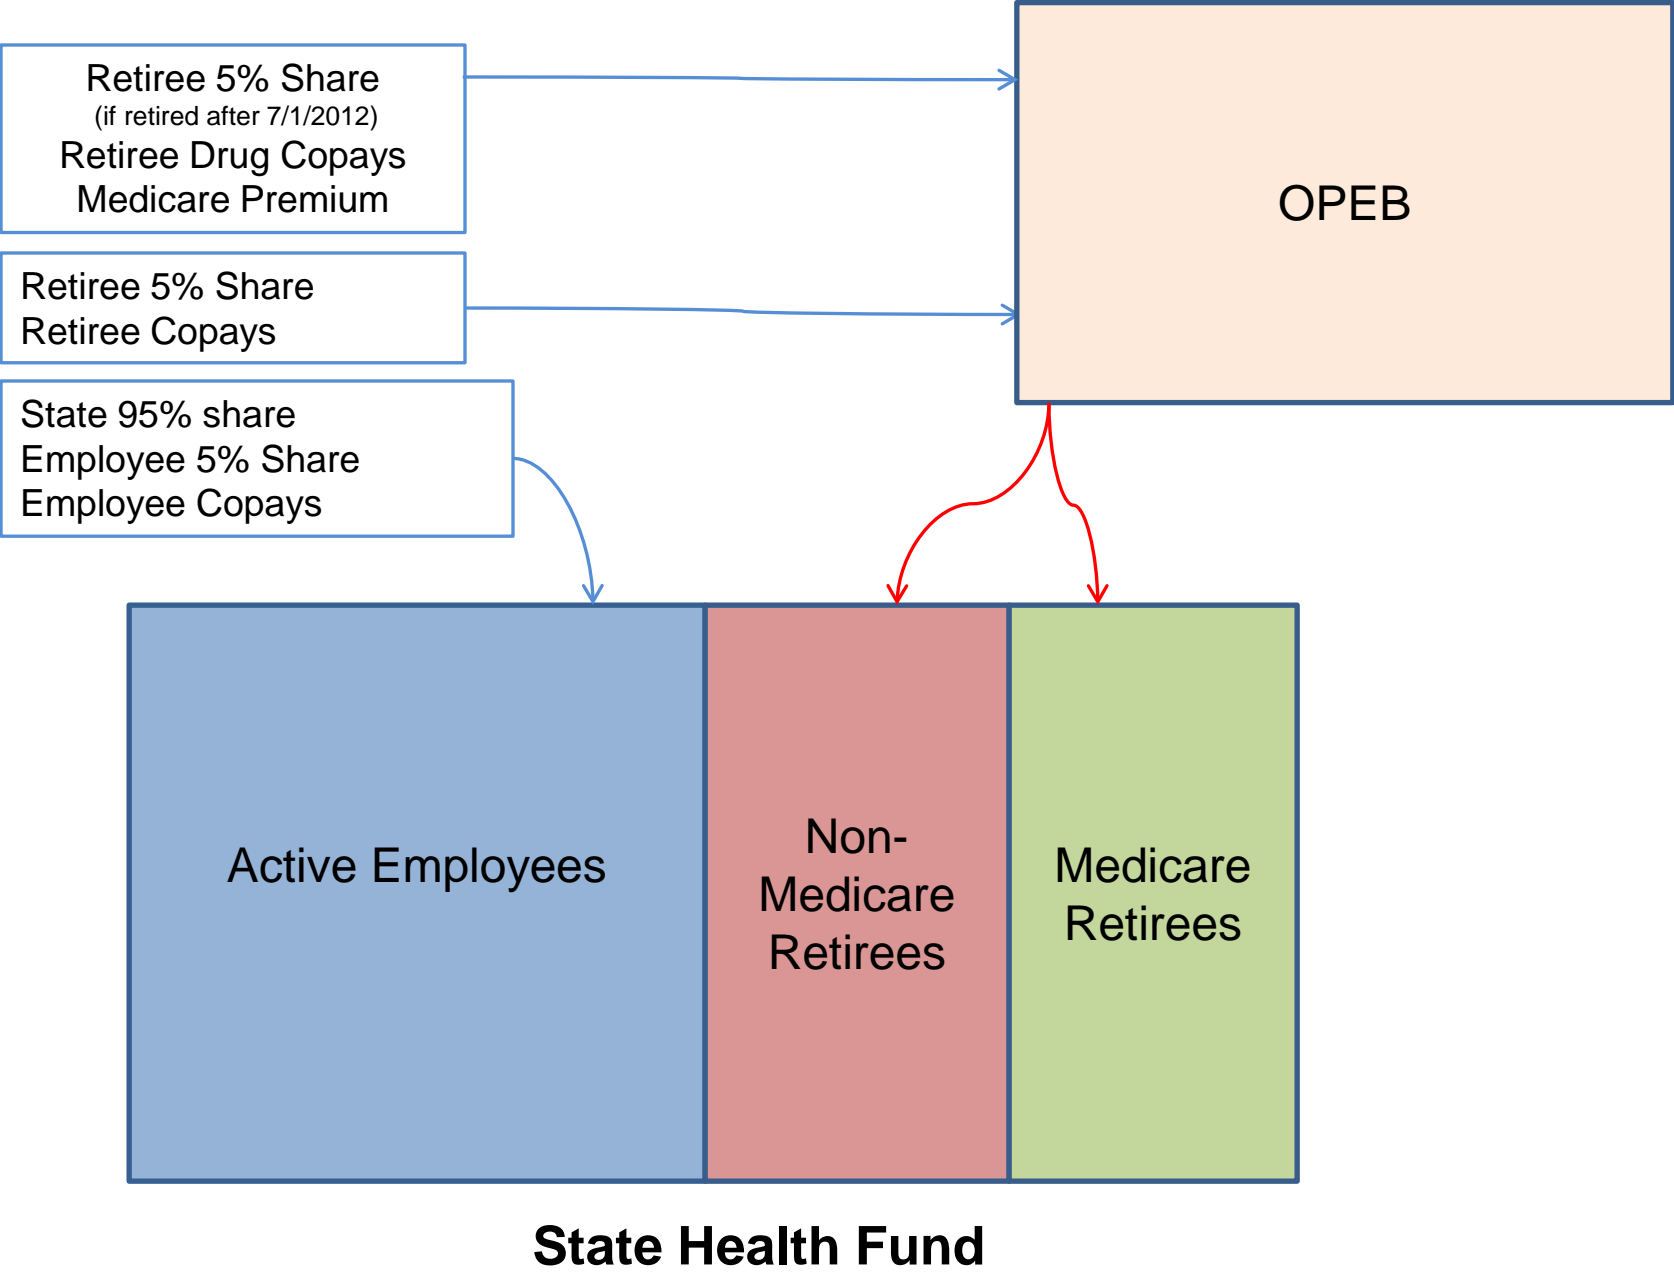 Retiree 5% Share
(if retired after 7/1/2012)
Retiree Drug Copays
Medicare Premium
OPEB
Retiree 5% Share
Retiree Copays
State 95% share
Employee 5% Share
Employee Copays
Active Employees
Non-
Medicare
Retirees
Medicare
Retirees
State Health Fund